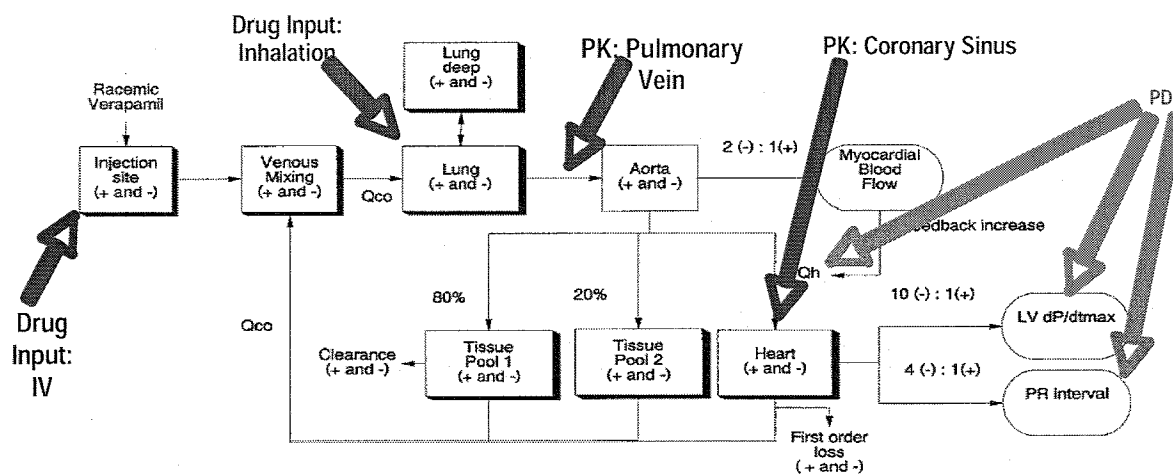 Drug Input:
Inhalation
Lung
deep
(+ and -)
PK: Pulmonary
Vein
PK: Coronary Sinus
PD
Racemic
Verapamil
Injection
site
(+ and -)
Venous
Mixing
(+ and -)
Qco
Lung
(+ and -)
Aorta
(+ and -)
2 (-) : 1(+)
Myocardial
Blood
Flow
edback increase
Qh
Drug
Input:
IV
Qco
80%
20%
10 (-) : 1(+)
LV dP/dtmax
Clearance
(+ and -)
Tissue
Pool 1
(+ and -)
Tissue
Pool 2
(+ and -)
Heart
(+ and -)
4 (-) : 1(+)
PR interval
First order
loss
(+ and -)